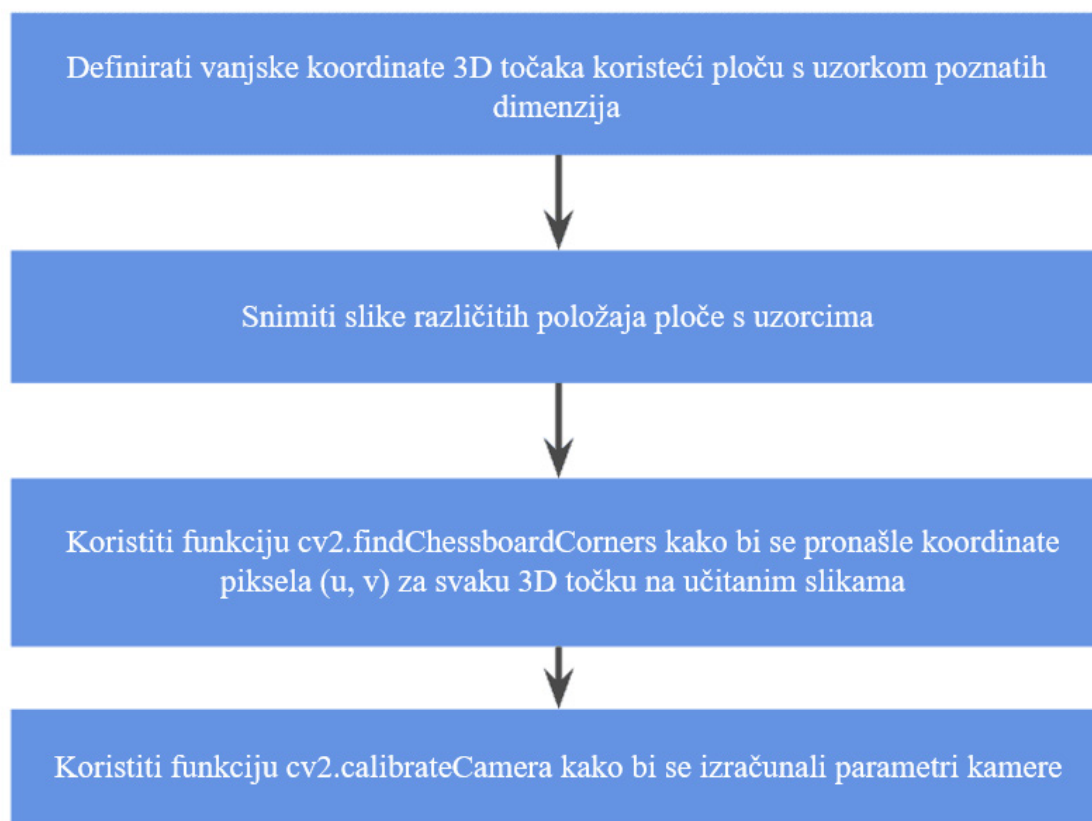 Definirati vanjske koordinate 3D točaka koristeći ploču s uzorkom poznatih
dimenzija
Snimiti slike različitih položaja ploče s uzorcima
Koristiti funkciju cv2.findChessboardCorners kako bi se pronašle koordinate
piksela (u, v) za svaku 3D točku na učitanim slikama
Koristiti funkciju cv2.calibrateCamera kako bi se izračunali parametri kamere